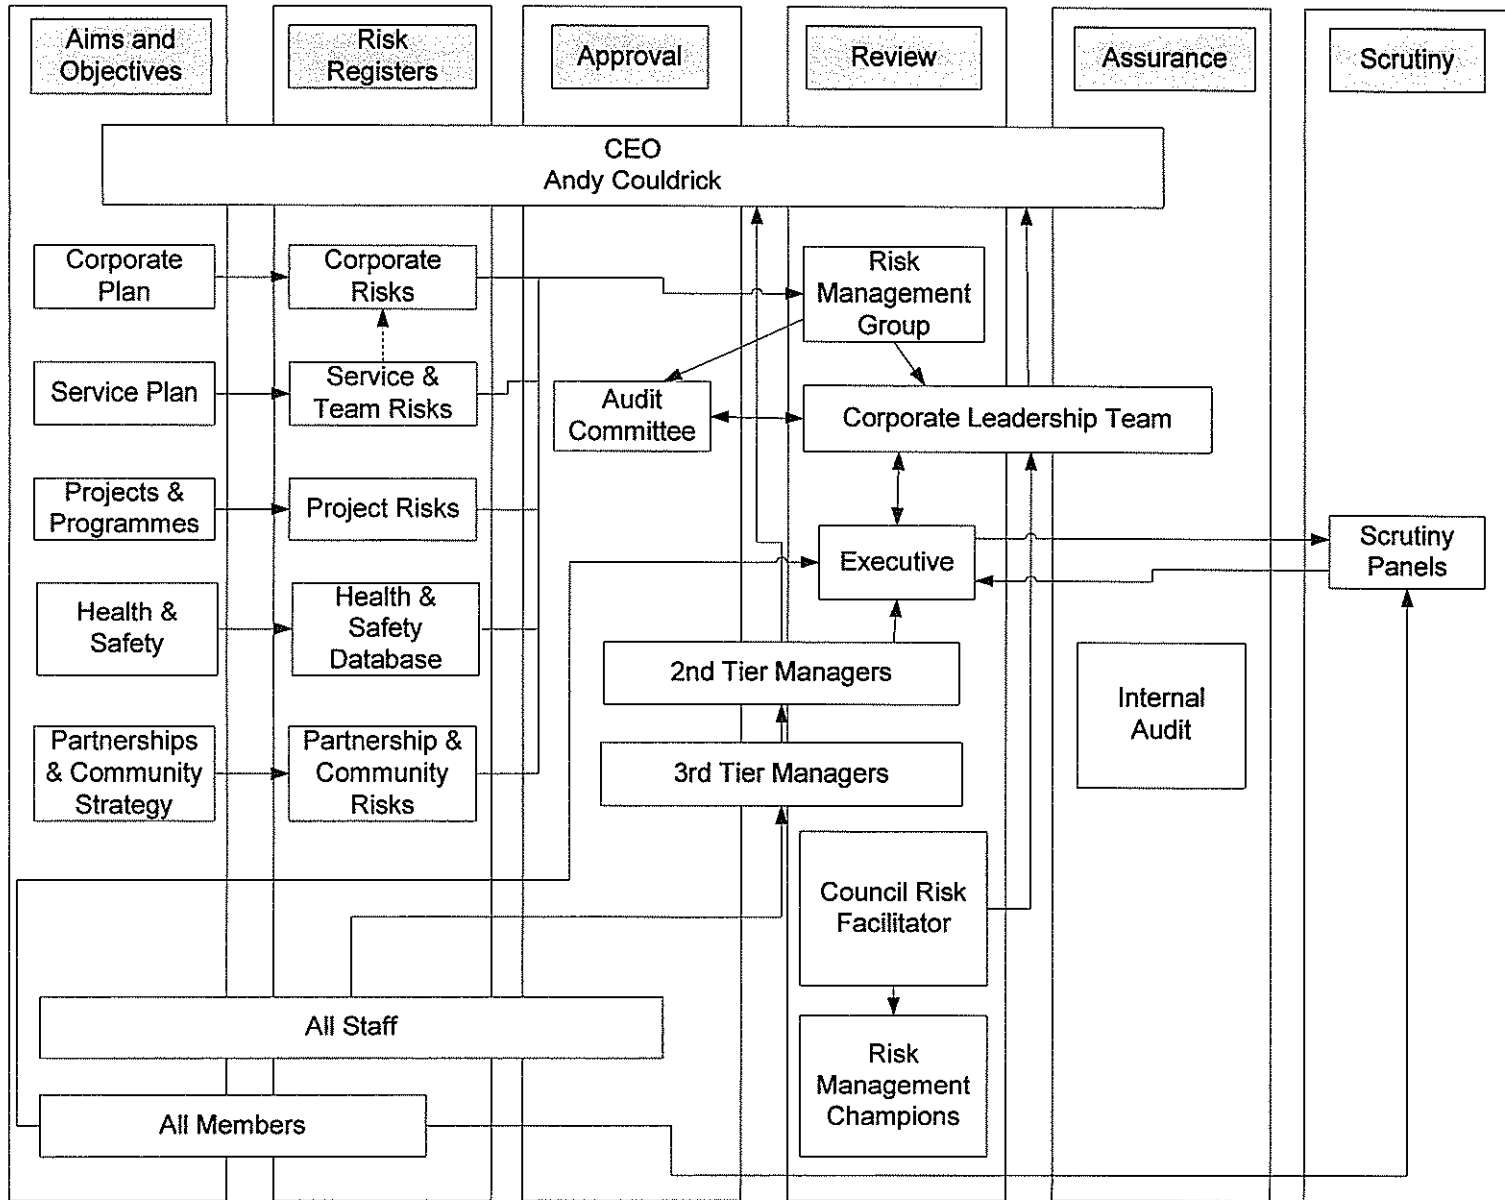 Aims and
Objectives
Risk
Registers
Approval
Review
Assurance
Scrutiny
CEO
Andy Couldrick
Corporate
Plan
Corporate
Risks
Risk
Management
Group
Service Plan
Service &
Team Risks
Audit
Committee
Corporate Leadership Team
Projects &
Programmes
Project Risks
Executive
Scrutiny
Panels
Health &
Safety
Health &
Safety
Database
2nd Tier Managers
Internal
Audit
Partnerships
& Community
Strategy
Partnership &
Community
Risks
3rd Tier Managers
Council Risk
Facilitator
All Staff
Risk
Management
Champions
All Members